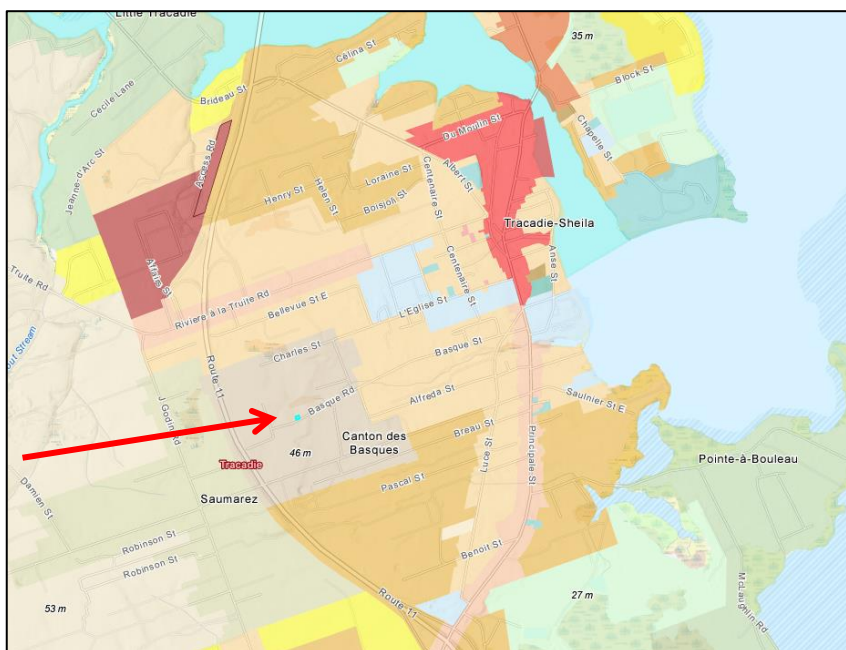 Little Tracadie
35 m
Célina St
Block St
Brideau St
Cecile Lane
Du Moulin St
Chapelle St
Access Rd
Jeanne-d'Arc St
Loraine St
Albert St
Centenaire St
Henry St
Helen St
Boisjoli St
Tracadie-Sheila
Anse St
Affaire St
Centenaire St
Truite Rd
Riviere à la Truite Rd
Bellevue St E
L'Eglise St
out Stream
Charles St
Basque St
Route 11
J Godin Rd
Basque Rd
Alfreda St
Saulnier St E
Breau St
Canton des
Basques
Luce St
Principale St
46 m
Tracadie
Pointe-à-Bouleau
Damien St
Pascal St
Saumarez
Robinson St
Benoit St
Robinson St
McLaughlin Rd
53 m
Route 11
27 m